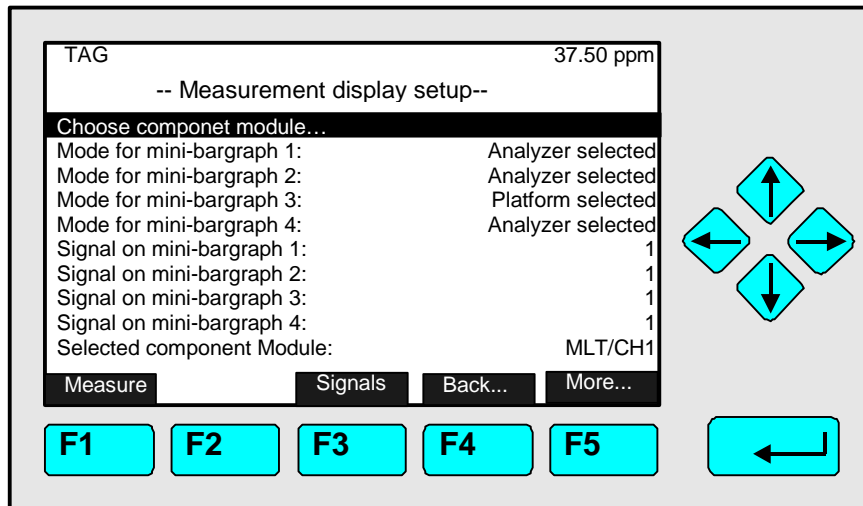 TAG 37.50 ppm
-- Measurement display setup--
Choose componet module…
Mode for mini-bargraph 1: Analyzer selected
Mode for mini-bargraph 2: Analyzer selected
Mode for mini-bargraph 3: Platform selected
Mode for mini-bargraph 4: Analyzer selected
Signal on mini-bargraph 1: 1
Signal on mini-bargraph 2: 1
Signal on mini-bargraph 3: 1
Signal on mini-bargraph 4: 1
Selected component Module: MLT/CH1
Measure Signals Back... More...
F1 F2 F3 F4 F5